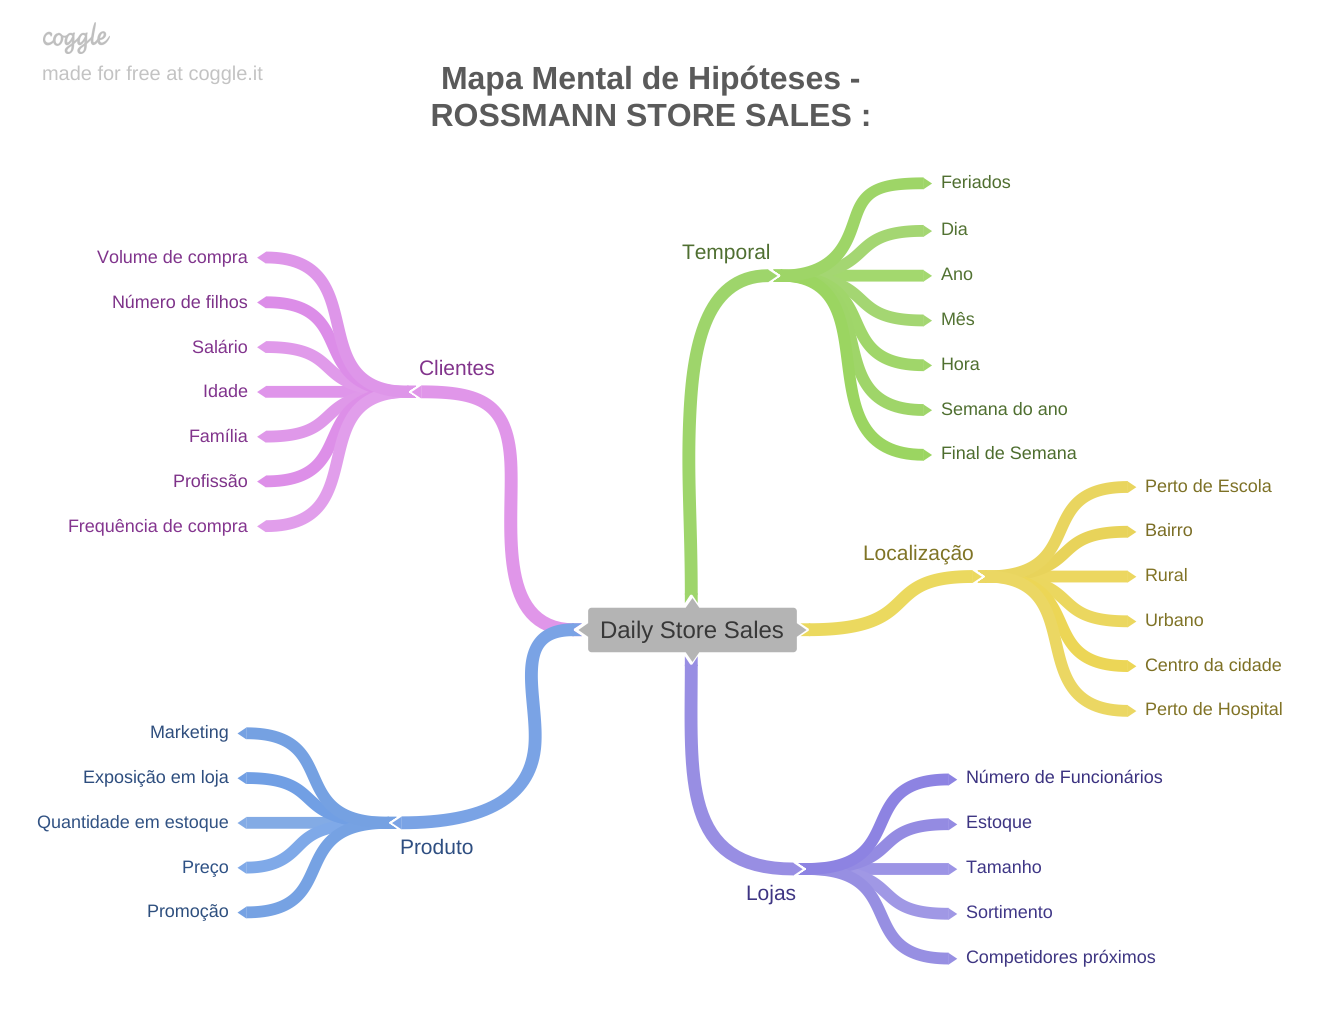 coggle
made for free at coggle.it
Mapa Mental de Hipóteses -
ROSSMANN STORE SALES :
Clientes
Volume de compra
Número de filhos
Salário
Idade
Família
Profissão
Frequência de compra
Temporal
Feriados
Dia
Ano
Mês
Hora
Semana do ano
Final de Semana
Localização
Perto de Escola
Bairro
Rural
Urbano
Centro da cidade
Perto de Hospital
Daily Store Sales
Produto
Marketing
Exposição em loja
Quantidade em estoque
Preço
Promoção
Lojas
Número de Funcionários
Estoque
Tamanho
Sortimento
Competidores próximos